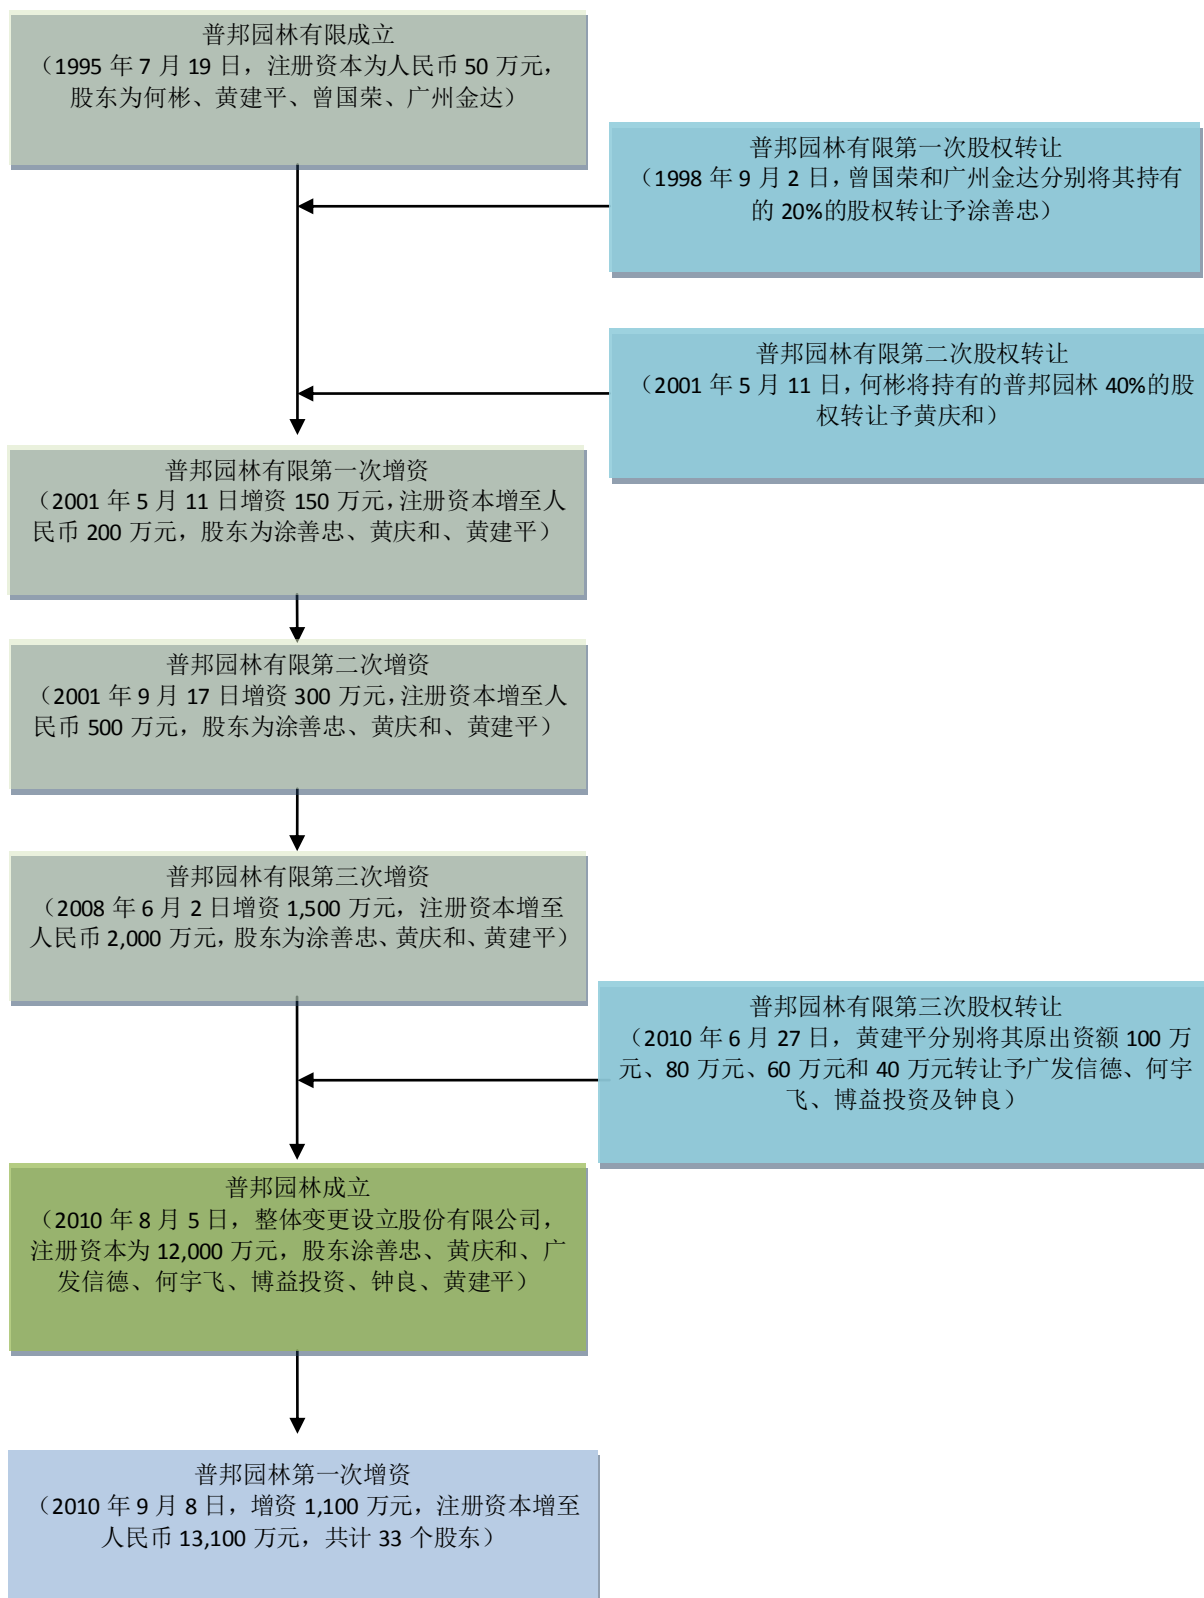 普邦园林有限成立
（1995 年 7 月 19 日，注册资本为人民币 50 万元，
股东为何彬、黄建平、曾国荣、广州金达）
普邦园林有限第一次股权转让
（1998 年 9 月 2 日，曾国荣和广州金达分别将其持有
的 20%的股权转让予涂善忠）
普邦园林有限第二次股权转让
（2001 年 5 月 11 日，何彬将持有的普邦园林 40%的股
权转让予黄庆和）
普邦园林有限第一次增资
（2001 年 5 月 11 日增资 150 万元，注册资本增至人
民币 200 万元，股东为涂善忠、黄庆和、黄建平）
普邦园林有限第二次增资
（2001 年 9 月 17 日增资 300 万元，注册资本增至人
民币 500 万元，股东为涂善忠、黄庆和、黄建平）
普邦园林有限第三次增资
（2008 年 6 月 2 日增资 1,500 万元，注册资本增至
人民币 2,000 万元，股东为涂善忠、黄庆和、黄建平）
普邦园林有限第三次股权转让
（2010 年 6 月 27 日，黄建平分别将其原出资额 100 万
元、80 万元、60 万元和 40 万元转让予广发信德、何宇
飞、博益投资及钟良）
普邦园林成立
（2010 年 8 月 5 日，整体变更设立股份有限公司，
注册资本为 12,000 万元，股东涂善忠、黄庆和、广
发信德、何宇飞、博益投资、钟良、黄建平）
普邦园林第一次增资
（2010 年 9 月 8 日，增资 1,100 万元，注册资本增至
人民币 13,100 万元，共计 33 个股东）